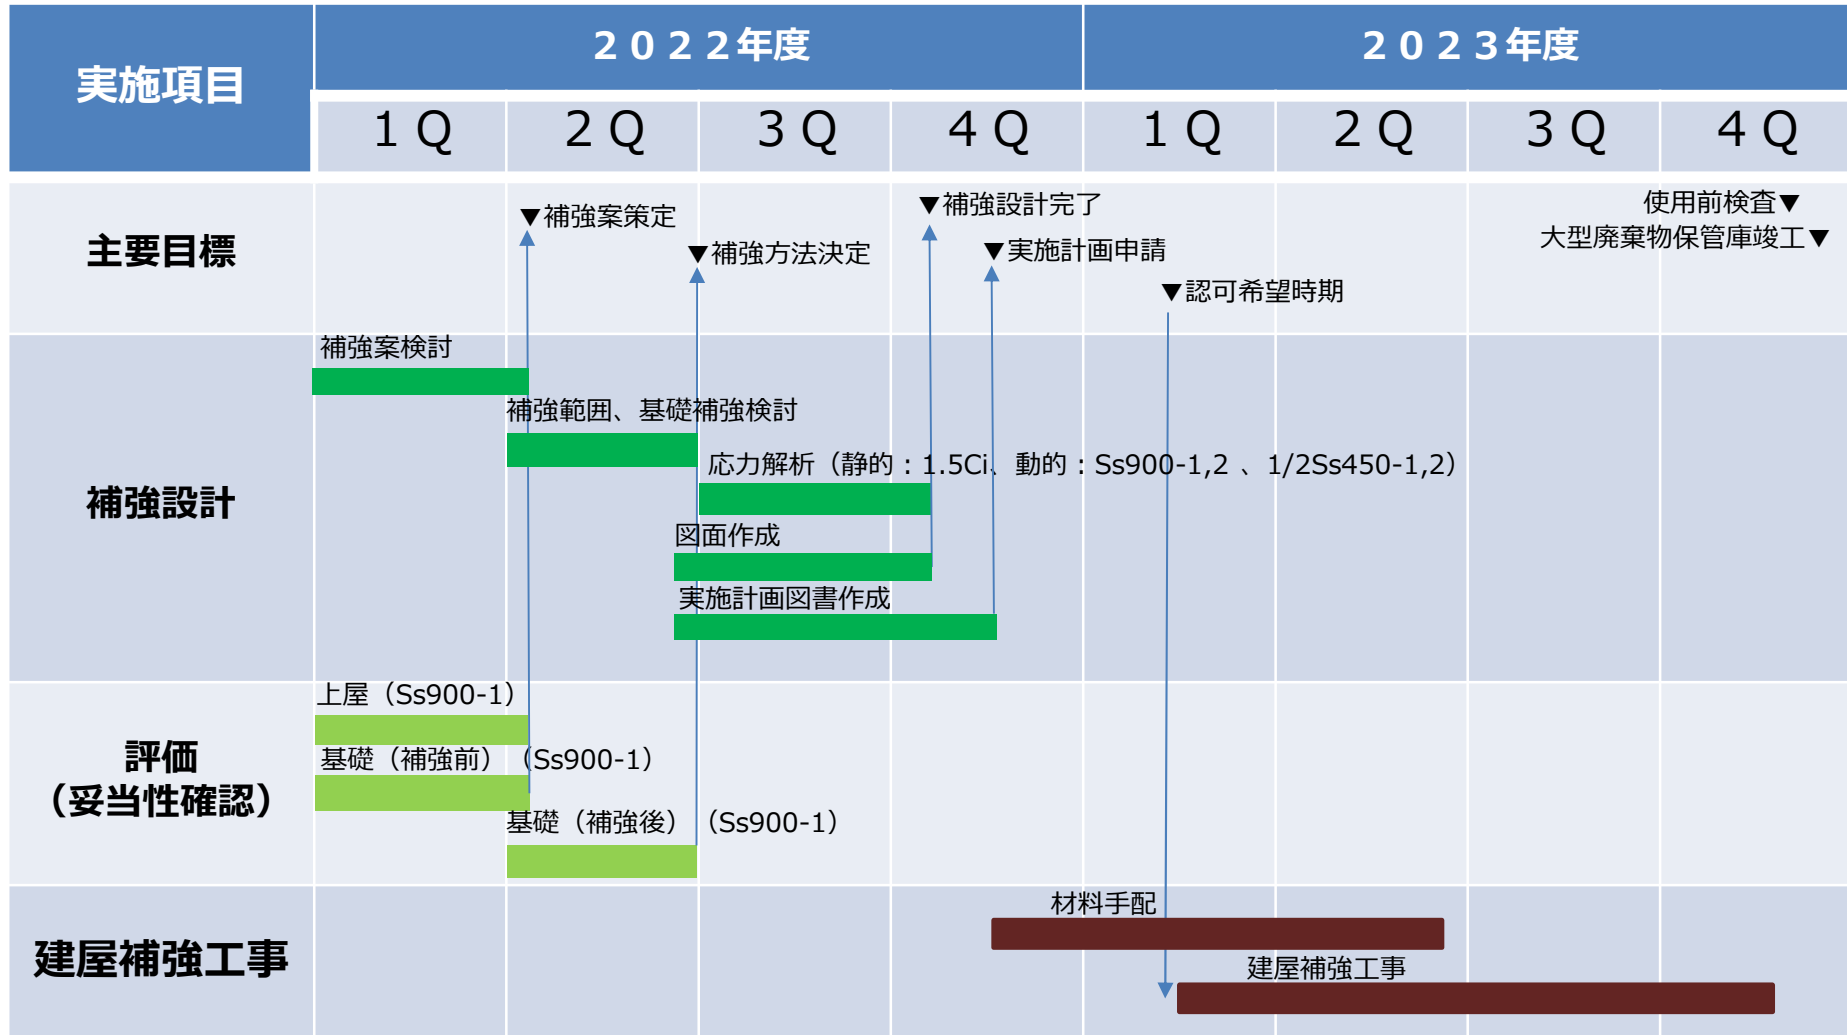 実施項目
２０２２年度
２０２３年度
１Ｑ
２Ｑ
３Ｑ
４Ｑ
１Ｑ
２Ｑ
３Ｑ
４Ｑ
主要目標
▼補強案策定
▼補強方法決定
▼補強設計完了
▼実施計画申請
▼認可希望時期
使用前検査▼
大型廃棄物保管庫竣工▼
補強設計
補強案検討
補強範囲、基礎補強検討
応力解析（静的：1.5Ci、動的：Ss900-1,2 、1/2Ss450-1,2）
図面作成
実施計画図書作成
評価
（妥当性確認）
上屋（Ss900-1）
基礎（補強前）（Ss900-1）
基礎（補強後）（Ss900-1）
建屋補強工事
材料手配
建屋補強工事